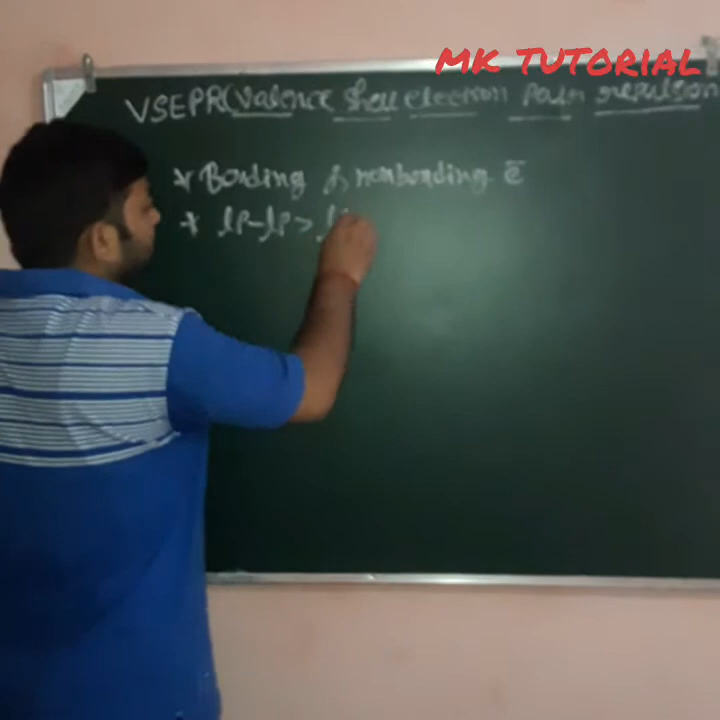 MK TUTORIAL
VSEPR (Valence shell electron pair repulsion
* Bonding & nonbonding e̅
* lp-lp > l